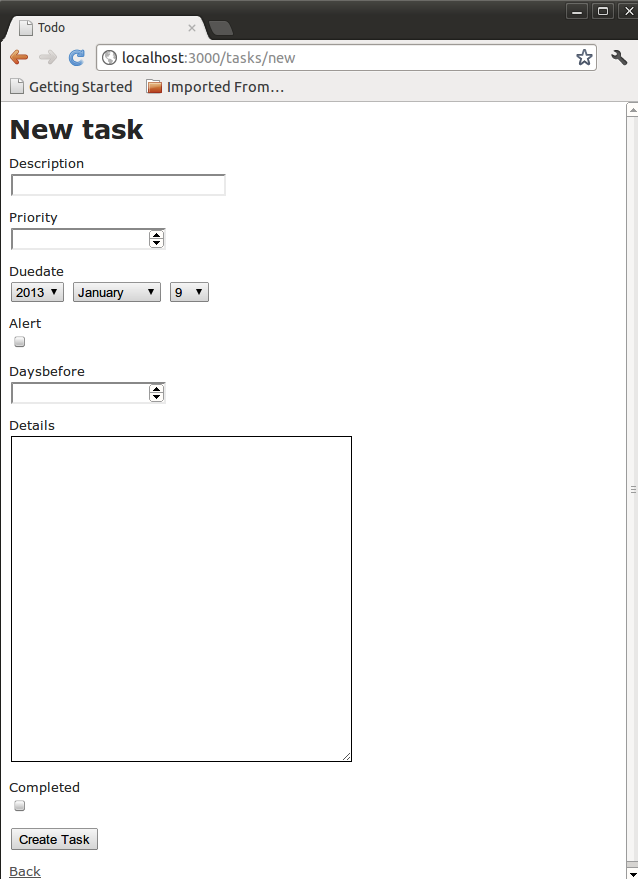 Todo
localhost:3000/tasks/new
Getting Started Imported From...
New task
Description
Priority
Duedate
2013 January 9
Alert
Daysbefore
Details
Completed
Create Task
Back